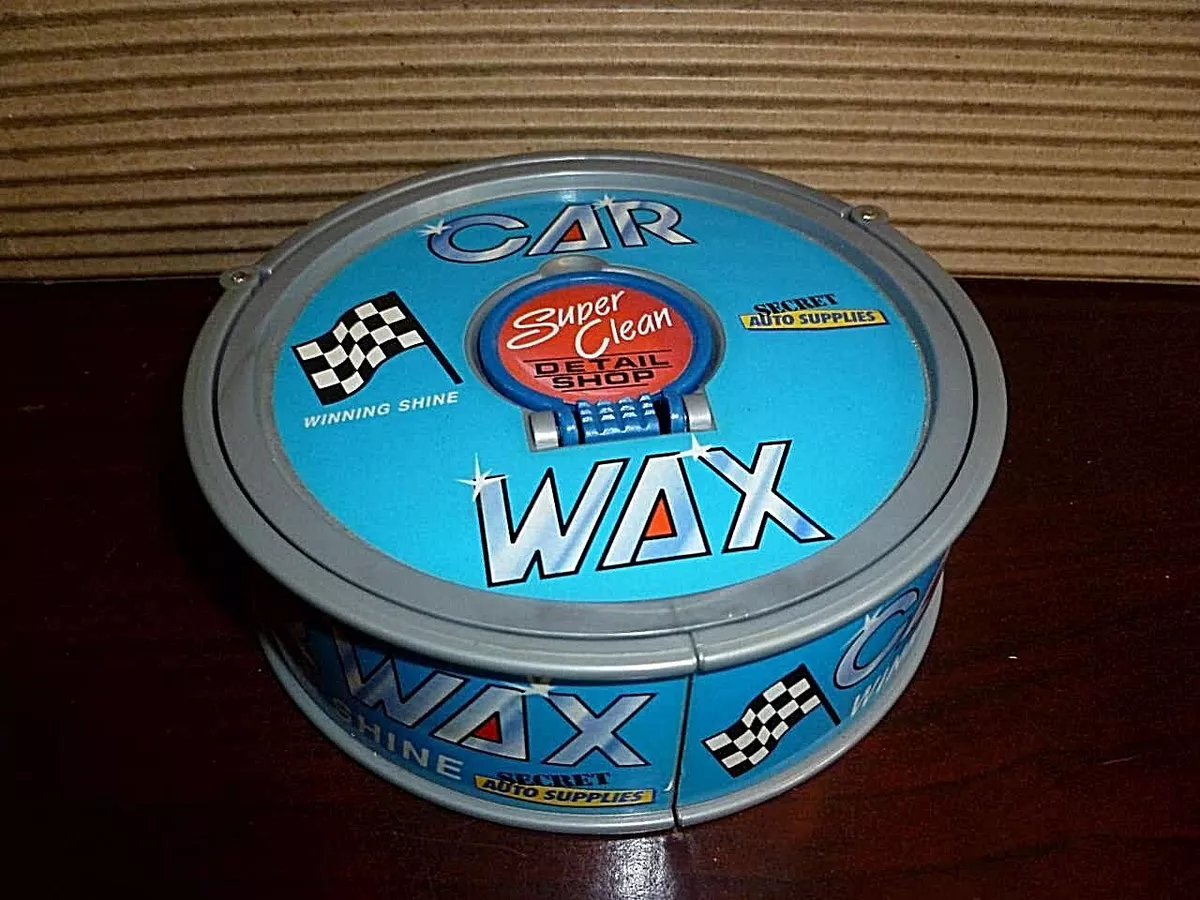 CAR
Super
Clean
DETAIL
SHOP
SECRET
AUTO SUPPLIES
WINNING SHINE
WAX
WAX
SHINE
SECRET
AUTO SUPPLIES